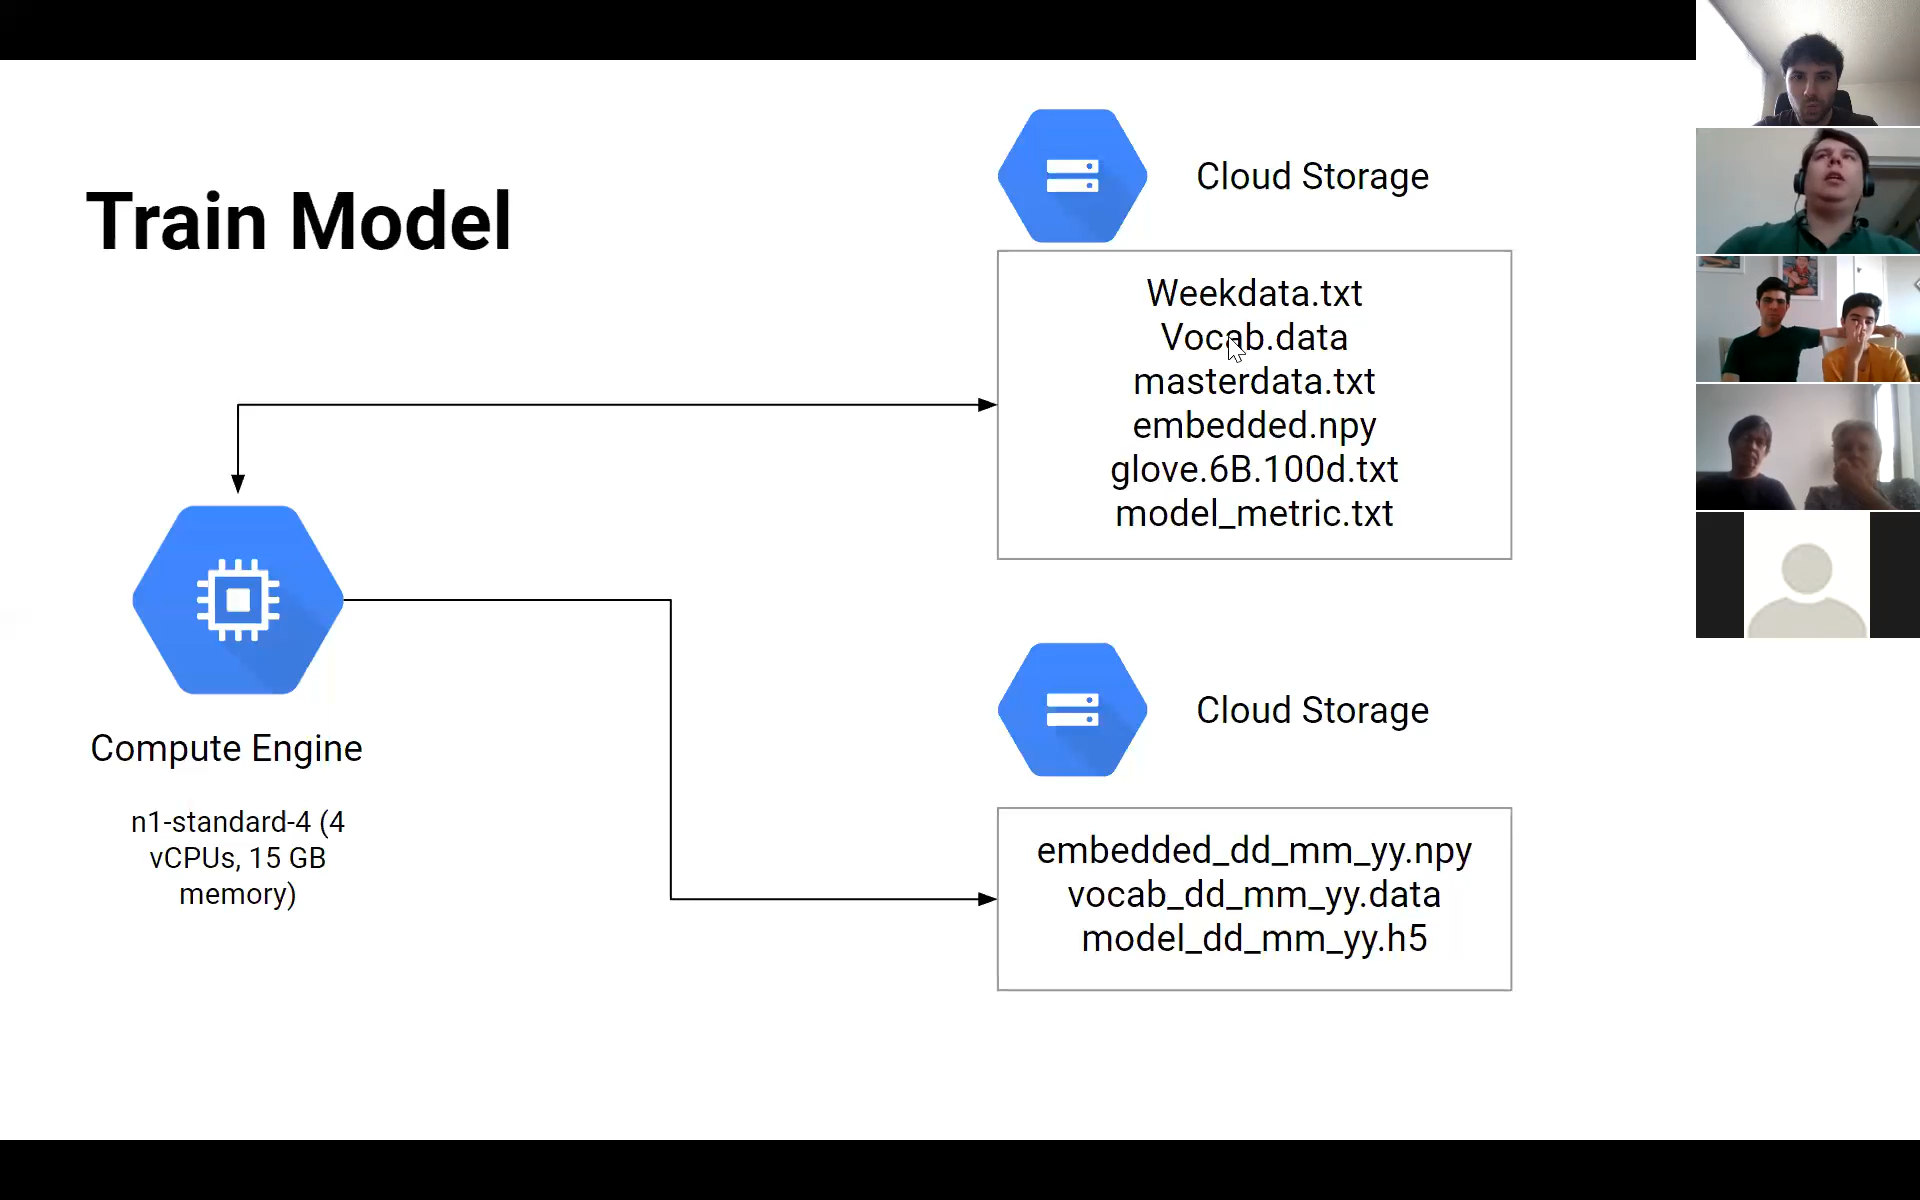 Train Model
Cloud Storage
Weekdata.txt
Vocab.data
masterdata.txt
embedded.npy
glove.6B.100d.txt
model_metric.txt
Compute Engine
n1-standard-4 (4
vCPUs, 15 GB
memory)
Cloud Storage
embedded_dd_mm_yy.npy
vocab_dd_mm_yy.data
model_dd_mm_yy.h5